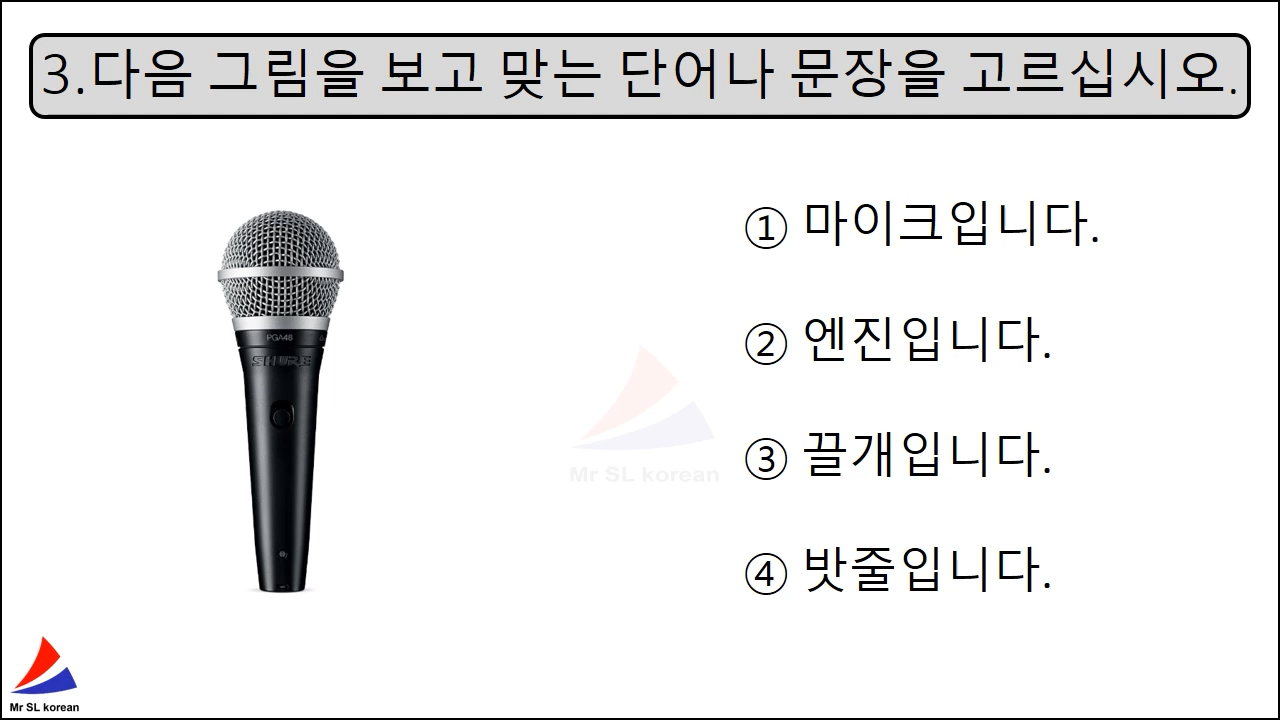 3.다음 그림을 보고 맞는 단어나 문장을 고르십시오.
① 마이크입니다.
② 엔진입니다.
③ 끌개입니다.
④ 밧줄입니다.
PGA48
SHURE
Mr SL korean
Mr SL korean